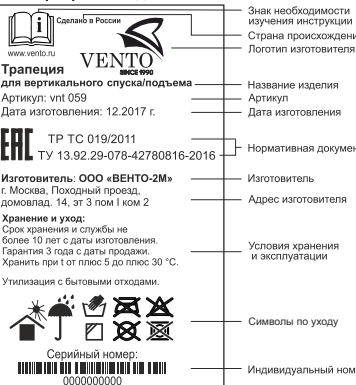 Сделано в России
www.vento.ru
VENTO
SINCE 1990
Трапеция
для вертикального спуска/подъема
Артикул: vnt 059
Дата изготовления: 12.2017 г.
ЕАС
ТР ТС 019/2011
ТУ 13.92.29-078-42780816-2016
Изготовитель: ООО «ВЕНТО-2М»
г. Москва, Походный проезд,
домовлад. 14, эт 3 пом I ком 2
Хранение и уход:
Срок хранения и службы не
более 10 лет с даты изготовления.
Гарантия 3 года с даты продажи.
Хранить при t от плюс 5 до плюс 30 °С.
Утилизация с бытовыми отходами.
Серийный номер:
0000000000
Знак необходимости
изучения инструкции
Страна
Логотип изготовителя
Название изделия
Артикул
Дата изготовления
Изготовитель
Адрес изготовителя
Условия хранения
и эксплуатации
Символы по уходу